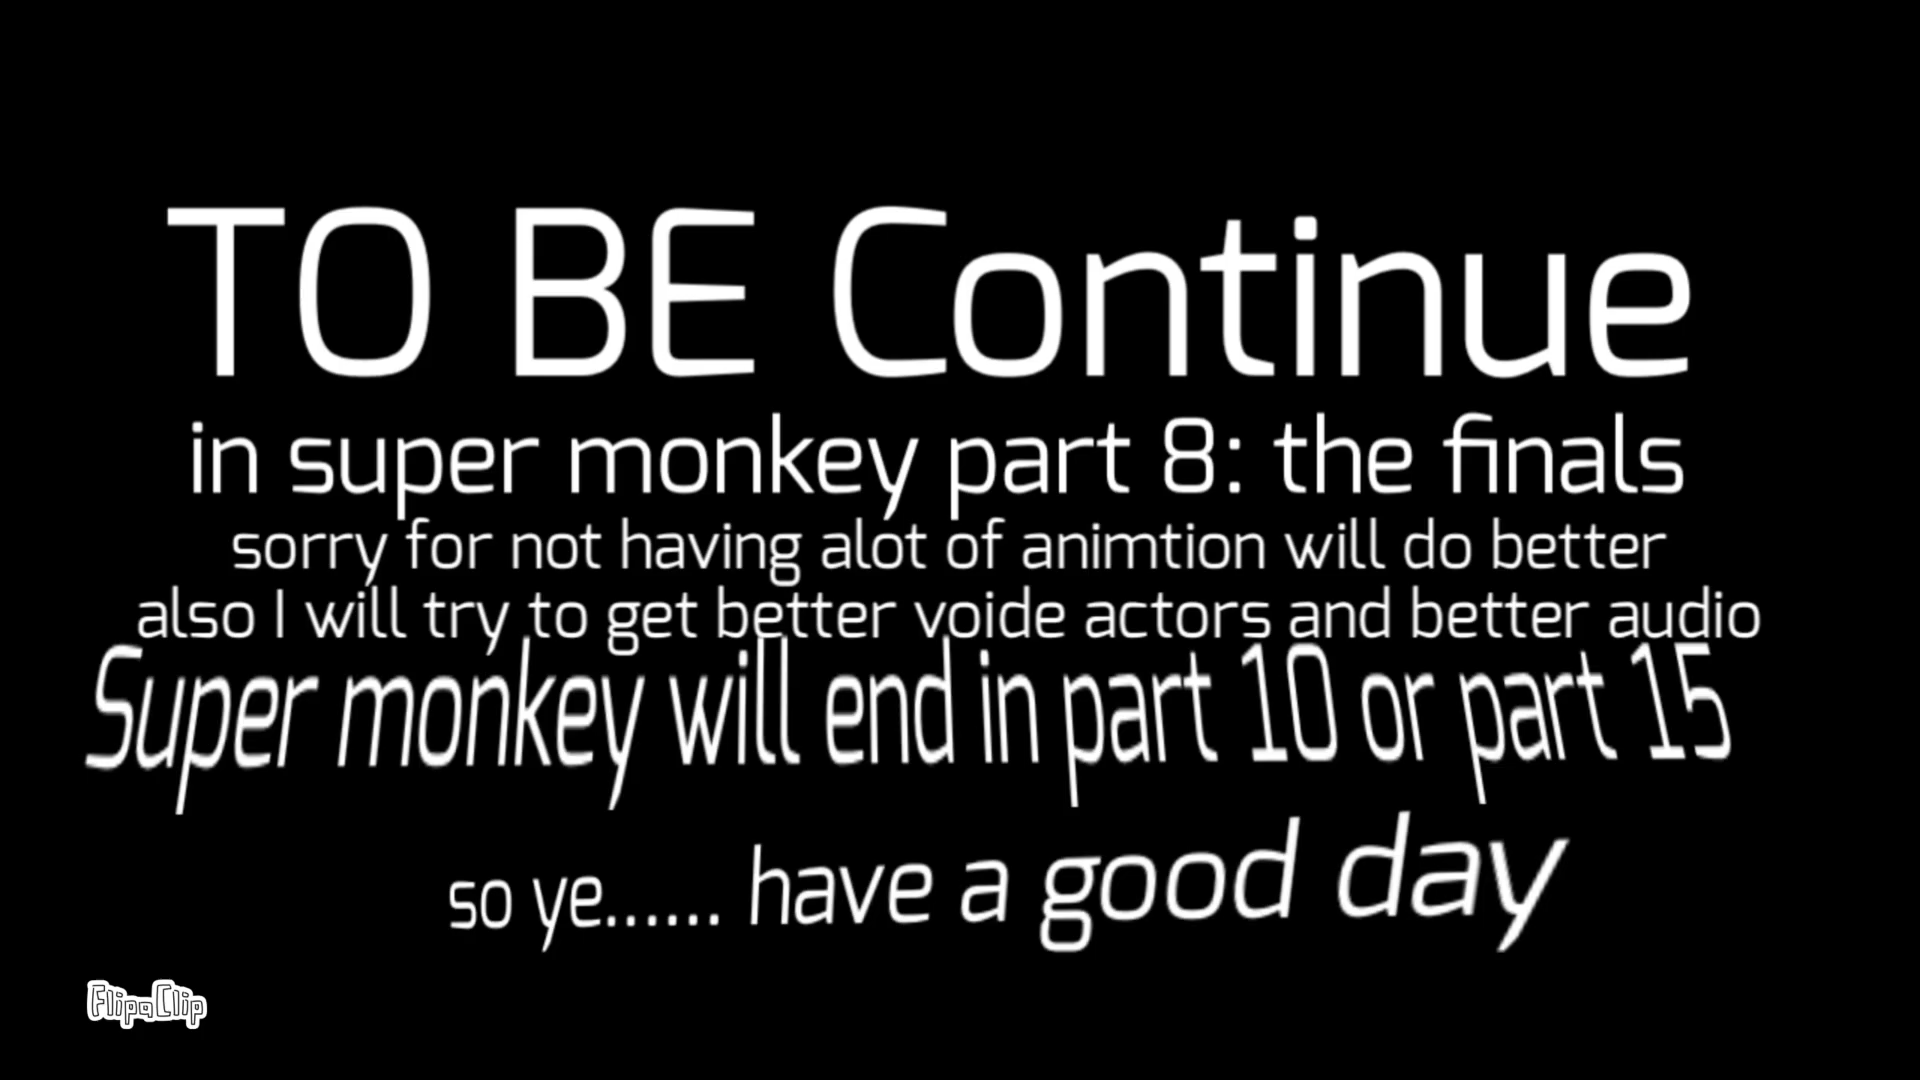 TO BE Continue
in super monkey part 8: the finals
sorry for not having alot of animtion will do better
also I will try to get better voide actors and better audio
Super monkey will end in part 10 or part 15
so ye...... have a good day
FlipaClip